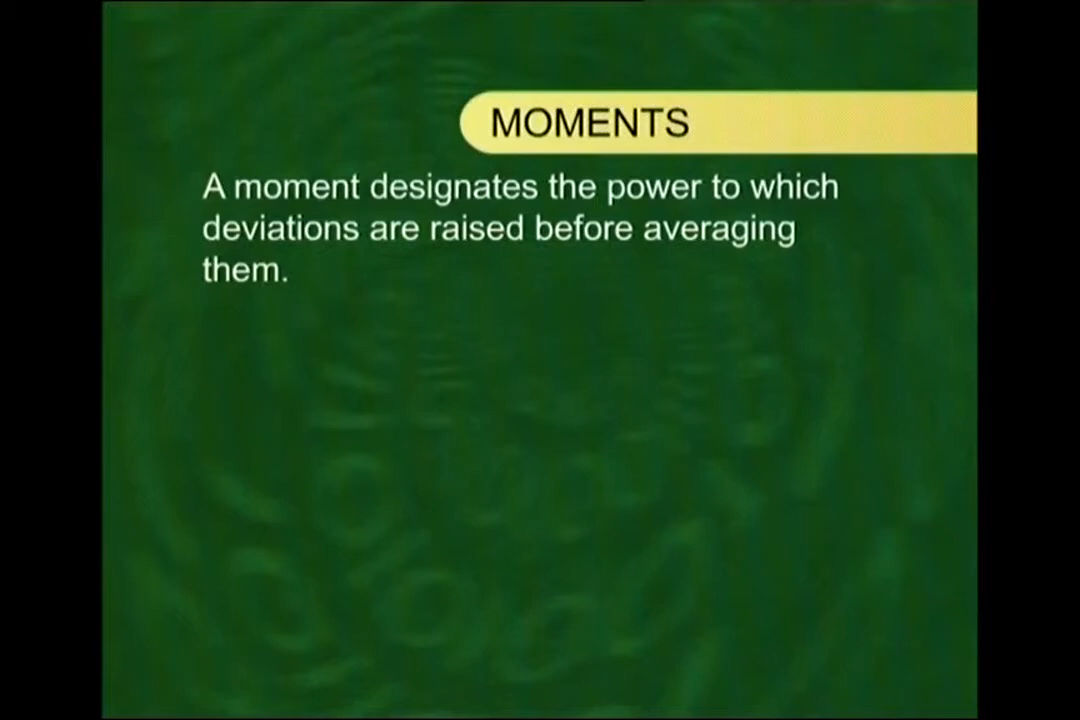 MOMENTS
A moment designates the power to which
deviations are raised before averaging
them.